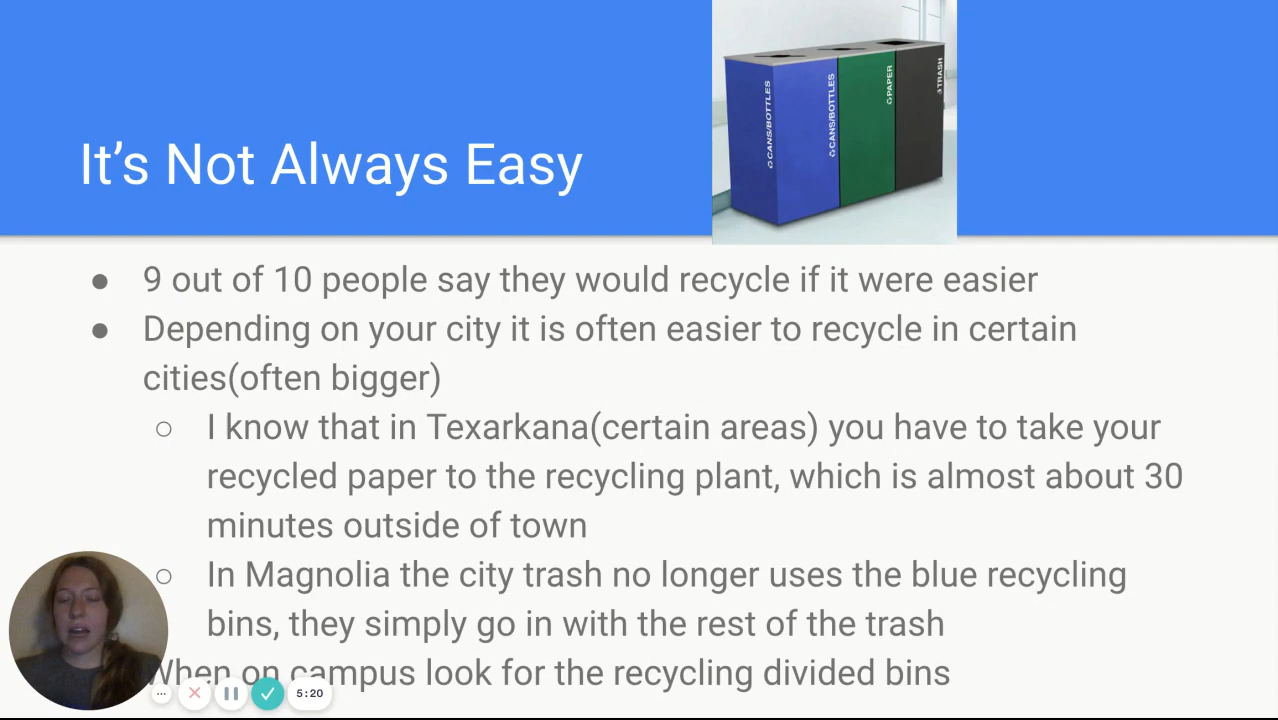 It's Not Always Easy
CANS/BOTTLES
CANS/BOTTLES
PAPER
TRASH
● 9 out of 10 people say they would recycle if it were easier
● Depending on your city it is often easier to recycle in certain
cities(often bigger)
○ I know that in Texarkana(certain areas) you have to take your
recycled paper to the recycling plant, which is almost about 30
minutes outside of town
○ In Magnolia the city trash no longer uses the blue recycling
bins, they simply go in with the rest of the trash
When on campus look for the recycling divided bins
5:20